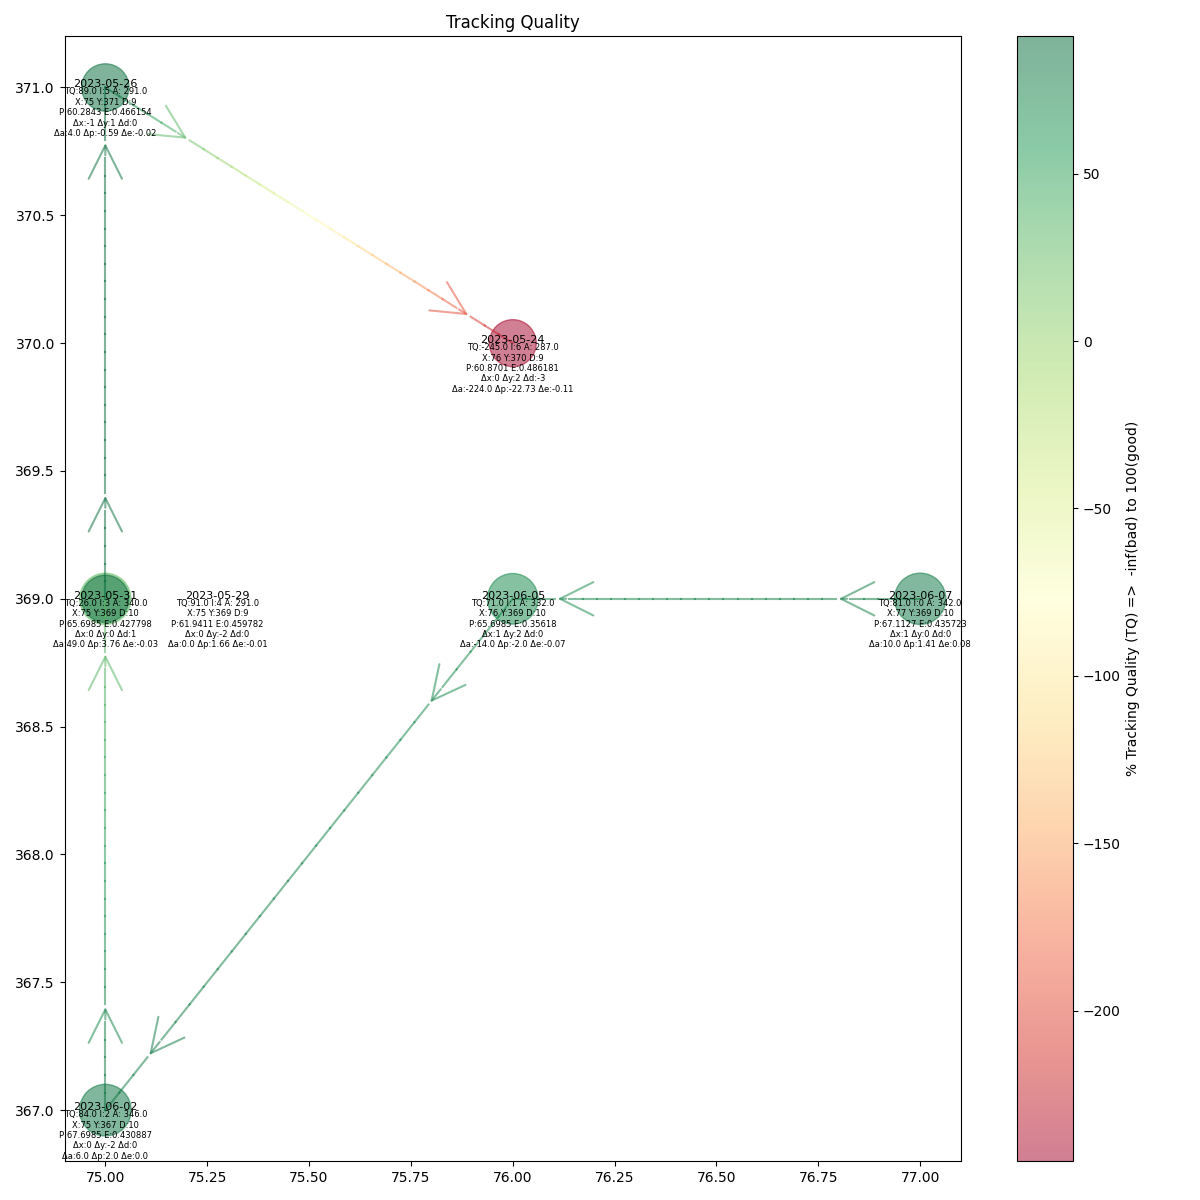 Tracking Quality
371.0
370.5
370.0
369.5
369.0
368.5
368.0
367.5
367.0
2023-05-26
TQ:89.0 I:5 A: 291.0
X:75 Y:371 D:9
P:60.2843 E:0.466154
Δx:-1 Δy:1 Δd:0
Δa:4.0 Δp:-0.59 Δe:-0.02
2023-05-24
TQ:-245.0 I:6 A: 287.0
X:76 Y:370 D:9
P:60.8701 E:0.486181
Δx:0 Δy:2 Δd:-3
Δa:-224.0 Δp:-22.73 Δe:-0.11
2023-05-31
TQ:26.0 I:3 A: 340.0
X:75 Y:369 D:10
P:65.6985 E:0.427798
Δx:0 Δy:0 Δd:1
Δa:49.0 Δp:3.76 Δe:-0.03
2023-05-29
TQ:91.0 I:4 A: 291.0
X:75 Y:369 D:9
P:61.9411 E:0.459782
Δx:0 Δy:-2 Δd:0
Δa:0.0 Δp:1.66 Δe:-0.01
2023-06-05
TQ:71.0 I:1 A: 332.0
X:76 Y:369 D:10
P:65.6985 E:0.35618
Δx:1 Δy:2 Δd:0
Δa:-14.0 Δp:-2.0 Δe:-0.07
2023-06-07
TQ:81.0 I:0 A: 342.0
X:77 Y:369 D:10
P:67.1127 E:0.435723
Δx:1 Δy:0 Δd:0
Δa:10.0 Δp:1.41 Δe:0.08
2023-06-02
TQ:84.0 I:2 A: 346.0
X:75 Y:367 D:10
P:67.6985 E:0.430887
Δx:0 Δy:-2 Δd:0
Δa:6.0 Δp:2.0 Δe:0.0
75.00 75.25 75.50 75.75 76.00 76.25 76.50 76.75 77.00
50
0
−50
−100
−150
−200
% Tracking Quality (TQ) => -inf(bad) to 100(good)